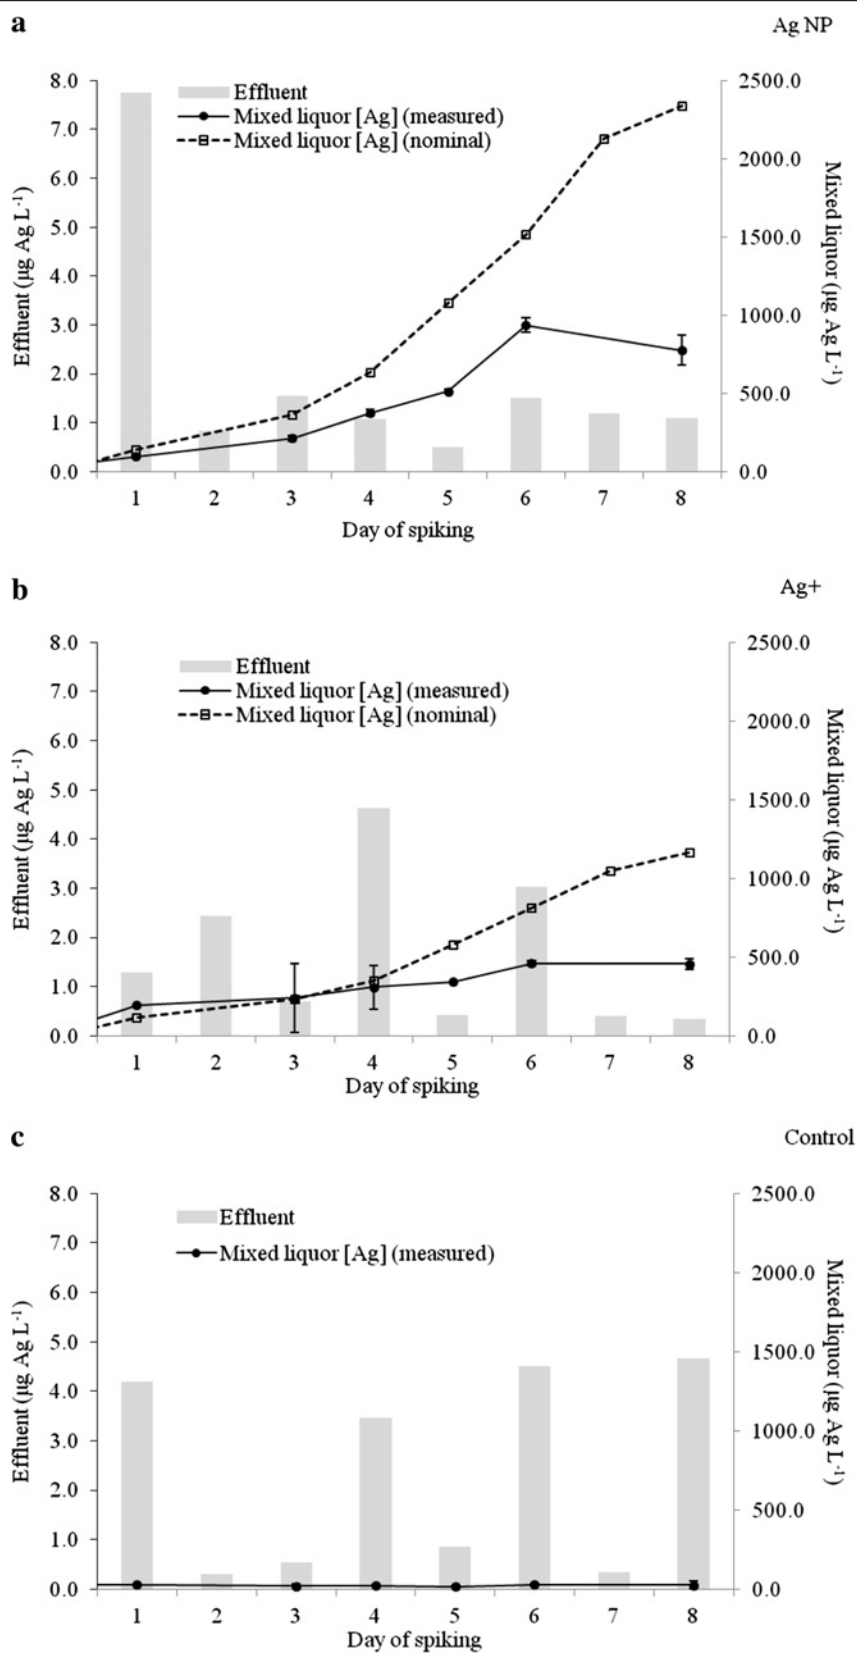 a
Ag NP
8.0
7.0
6.0
5.0
4.0
3.0
2.0
1.0
0.0
Effluent (µg Ag L⁻¹)
Effluent
Mixed liquor [Ag] (measured)
Mixed liquor [Ag] (nominal)
2500.0
2000.0
1500.0
1000.0
500.0
0.0
Mixed liquor (µg Ag L⁻¹)
1 2 3 4 5 6 7 8
Day of spiking
b
Ag+
8.0
7.0
6.0
5.0
4.0
3.0
2.0
1.0
0.0
Effluent (µg Ag L⁻¹)
Effluent
Mixed liquor [Ag] (measured)
Mixed liquor [Ag] (nominal)
2500.0
2000.0
1500.0
1000.0
500.0
0.0
Mixed liquor (µg Ag L⁻¹)
1 2 3 4 5 6 7 8
Day of spiking
c
Control
8.0
7.0
6.0
5.0
4.0
3.0
2.0
1.0
0.0
Effluent (µg Ag L⁻¹)
Effluent
Mixed liquor [Ag] (measured)
2500.0
2000.0
1500.0
1000.0
500.0
0.0
Mixed liquor (µg Ag L⁻¹)
1 2 3 4 5 6 7 8
Day of spiking